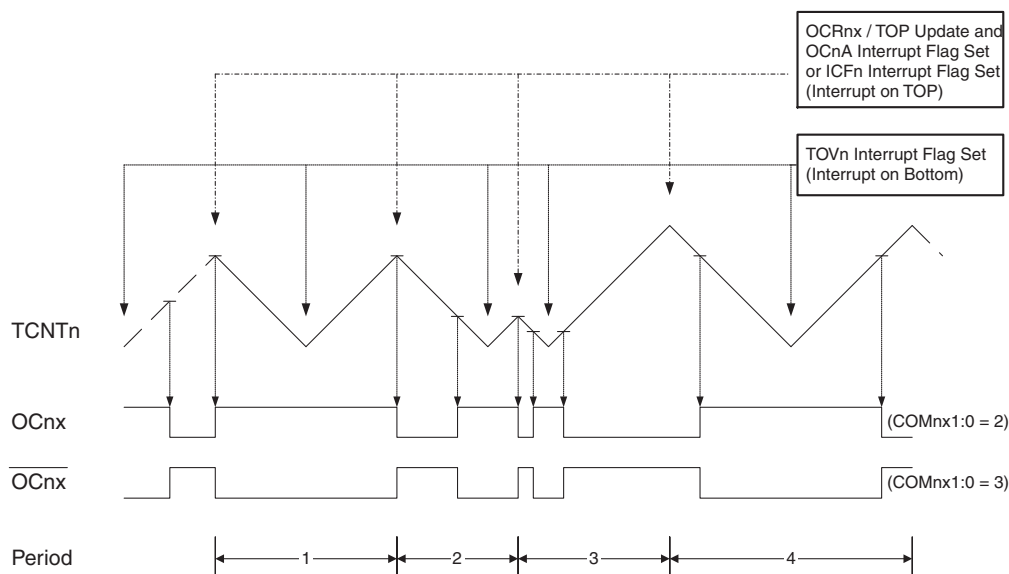 OCRnx / TOP Update and
OCnA Interrupt Flag Set
or ICFn Interrupt Flag Set
(Interrupt on TOP)
TOVn Interrupt Flag Set
(Interrupt on Bottom)
TCNTn
OCnx
(COMnx1:0 = 2)
OCnx
(COMnx1:0 = 3)
Period
1
2
3
4